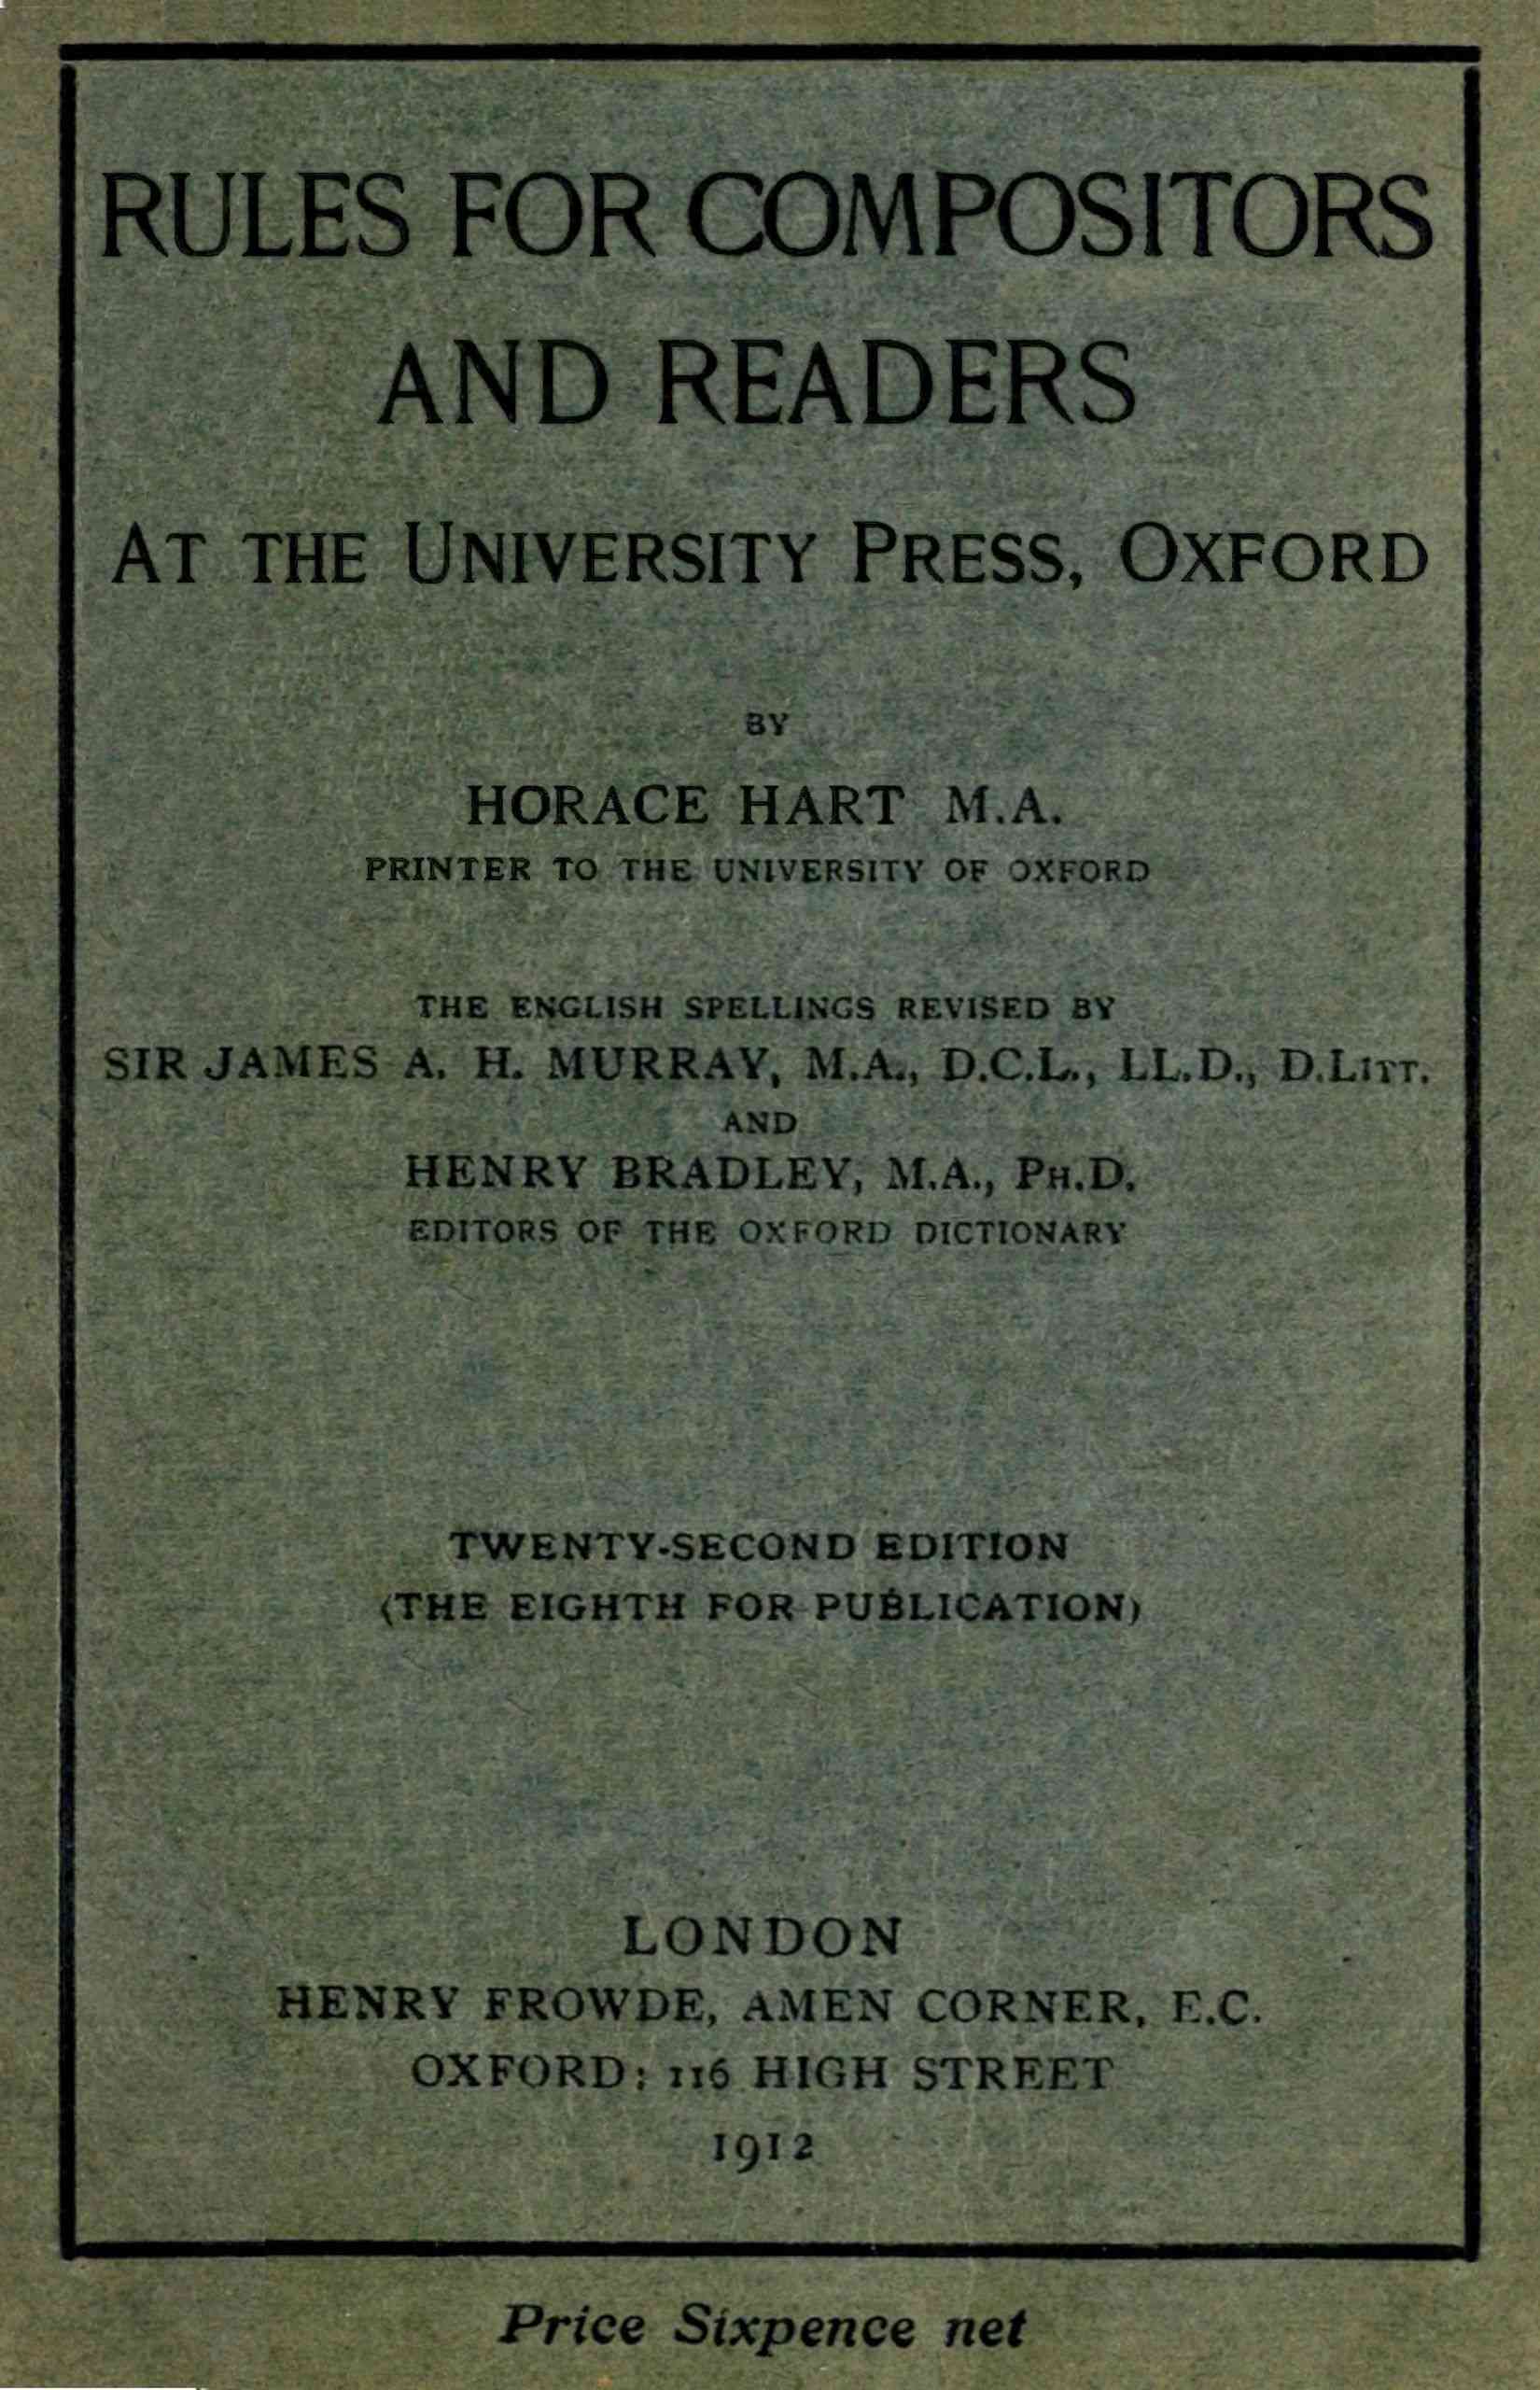 RULES FOR COMPOSITORS
AND READERS
AT THE UNIVERSITY PRESS, OXFORD
BY
HORACE HART M.A.
PRINTER TO THE UNIVERSITY OF OXFORD
THE ENGLISH SPELLINGS REVISED BY
SIR JAMES A. H. MURRAY, M.A., D.C.L., LL.D., D.LITT.
AND
HENRY BRADLEY, M.A., PH.D.
EDITORS OF THE OXFORD DICTIONARY
TWENTY-SECOND EDITION
(THE EIGHTH FOR PUBLICATION)
LONDON
HENRY FROWDE, AMEN CORNER, E.C.
OXFORD: 116 HIGH STREET
1912
Price Sixpence net